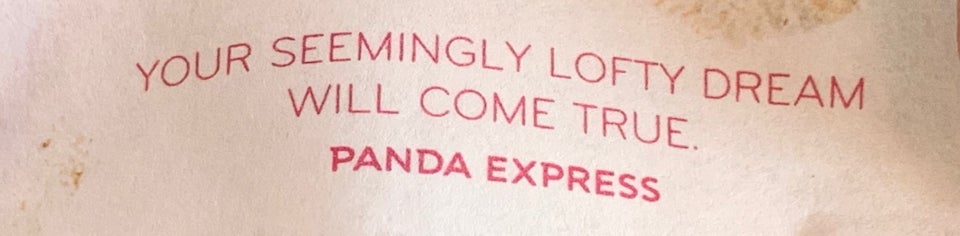 YOUR SEEMINGLY LOFTY DREAM
WILL COME TRUE.
PANDA EXPRESS